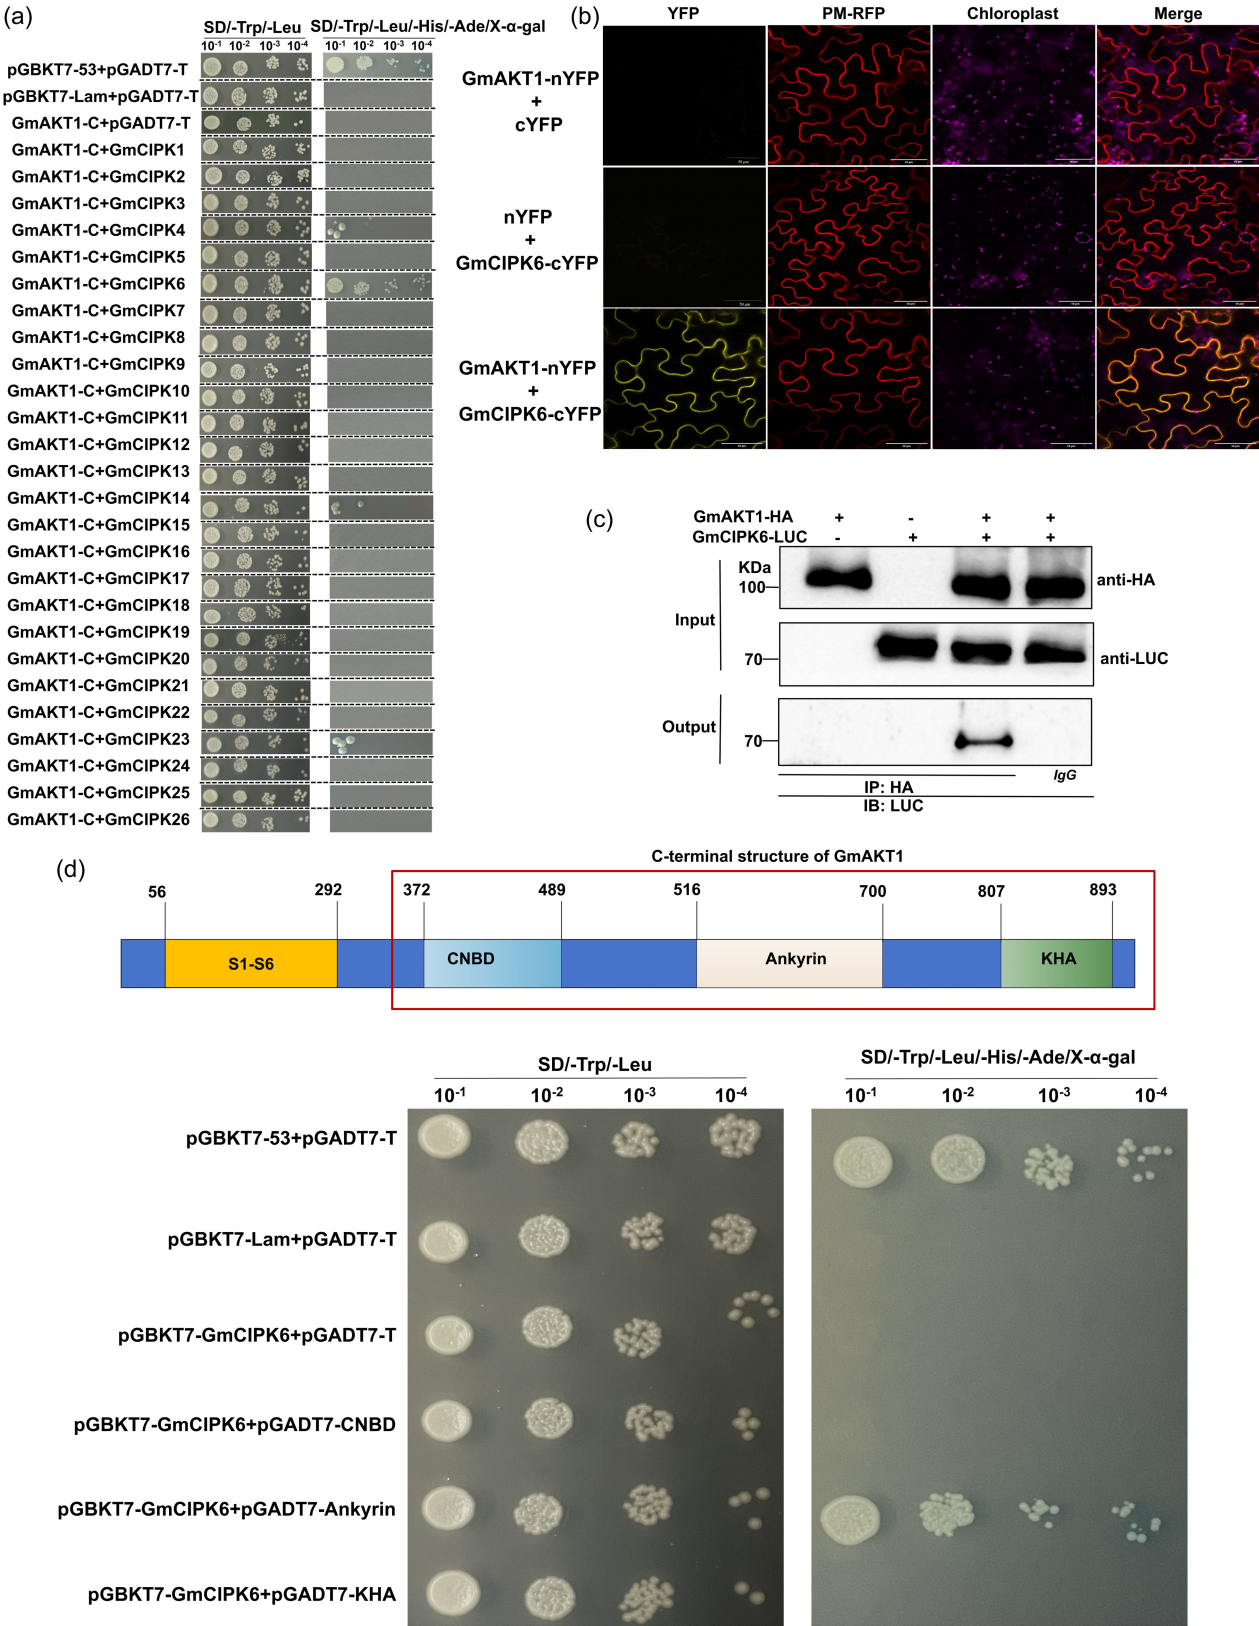 (a)
SD/-Trp/-Leu SD/-Trp/-Leu/-His/-Ade/X-α-gal
10-1 10-2 10-3 10-4 10-1 10-2 10-3 10-4
pGBKT7-53+pGADT7-T
pGBKT7-Lam+pGADT7-T
GmAKT1-C+pGADT7-T
GmAKT1-C+GmCIPK1
GmAKT1-C+GmCIPK2
GmAKT1-C+GmCIPK3
GmAKT1-C+GmCIPK4
GmAKT1-C+GmCIPK5
GmAKT1-C+GmCIPK6
GmAKT1-C+GmCIPK7
GmAKT1-C+GmCIPK8
GmAKT1-C+GmCIPK9
GmAKT1-C+GmCIPK10
GmAKT1-C+GmCIPK11
GmAKT1-C+GmCIPK12
GmAKT1-C+GmCIPK13
GmAKT1-C+GmCIPK14
GmAKT1-C+GmCIPK15
GmAKT1-C+GmCIPK16
GmAKT1-C+GmCIPK17
GmAKT1-C+GmCIPK18
GmAKT1-C+GmCIPK19
GmAKT1-C+GmCIPK20
GmAKT1-C+GmCIPK21
GmAKT1-C+GmCIPK22
GmAKT1-C+GmCIPK23
GmAKT1-C+GmCIPK24
GmAKT1-C+GmCIPK25
GmAKT1-C+GmCIPK26
(b)
YFP PM-RFP Chloroplast Merge
GmAKT1-nYFP
+
cYFP
nYFP
+
GmCIPK6-cYFP
GmAKT1-nYFP
+
GmCIPK6-cYFP
(c)
GmAKT1-HA + - + +
GmCIPK6-LUC - + + +
KDa
100
anti-HA
Input
70
anti-LUC
Output
70
IgG
IP: HA
IB: LUC
(d)
C-terminal structure of GmAKT1
56 292 372 489 516 700 807 893
S1-S6 CNBD Ankyrin KHA
SD/-Trp/-Leu SD/-Trp/-Leu/-His/-Ade/X-α-gal
10-1 10-2 10-3 10-4 10-1 10-2 10-3 10-4
pGBKT7-53+pGADT7-T
pGBKT7-Lam+pGADT7-T
pGBKT7-GmCIPK6+pGADT7-T
pGBKT7-GmCIPK6+pGADT7-CNBD
pGBKT7-GmCIPK6+pGADT7-Ankyrin
pGBKT7-GmCIPK6+pGADT7-KHA